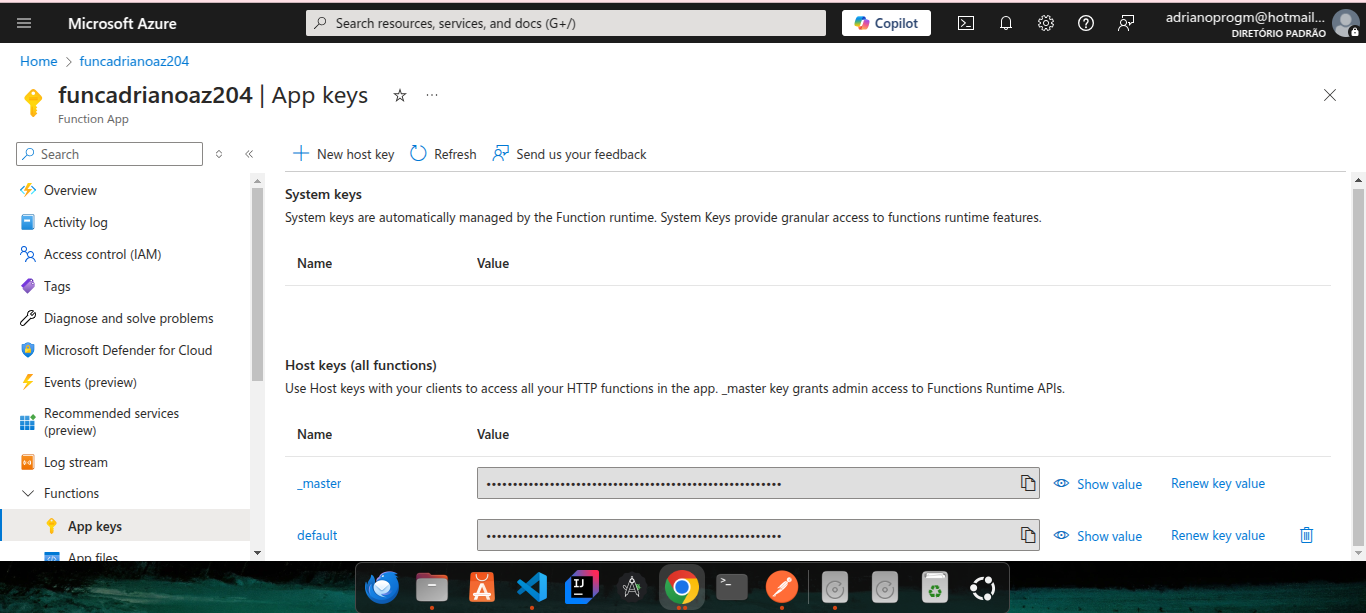 Microsoft Azure
Search resources, services, and docs (G+/)
Copilot
adrianoprogm@hotmail...
DIRETÓRIO PADRÃO
Home > funcadrianoaz204
funcadrianoaz204 | App keys
Function App
Search
New host key
Refresh
Send us your feedback
Overview
Activity log
Access control (IAM)
Tags
Diagnose and solve problems
Microsoft Defender for Cloud
Events (preview)
Recommended services
(preview)
Log stream
Functions
App keys
App files
System keys
System keys are automatically managed by the Function runtime. System Keys provide granular access to functions runtime features.
Name Value
Host keys (all functions)
Use Host keys with your clients to access all your HTTP functions in the app. _master key grants admin access to Functions Runtime APIs.
Name Value
_master Show value Renew key value
default Show value Renew key value